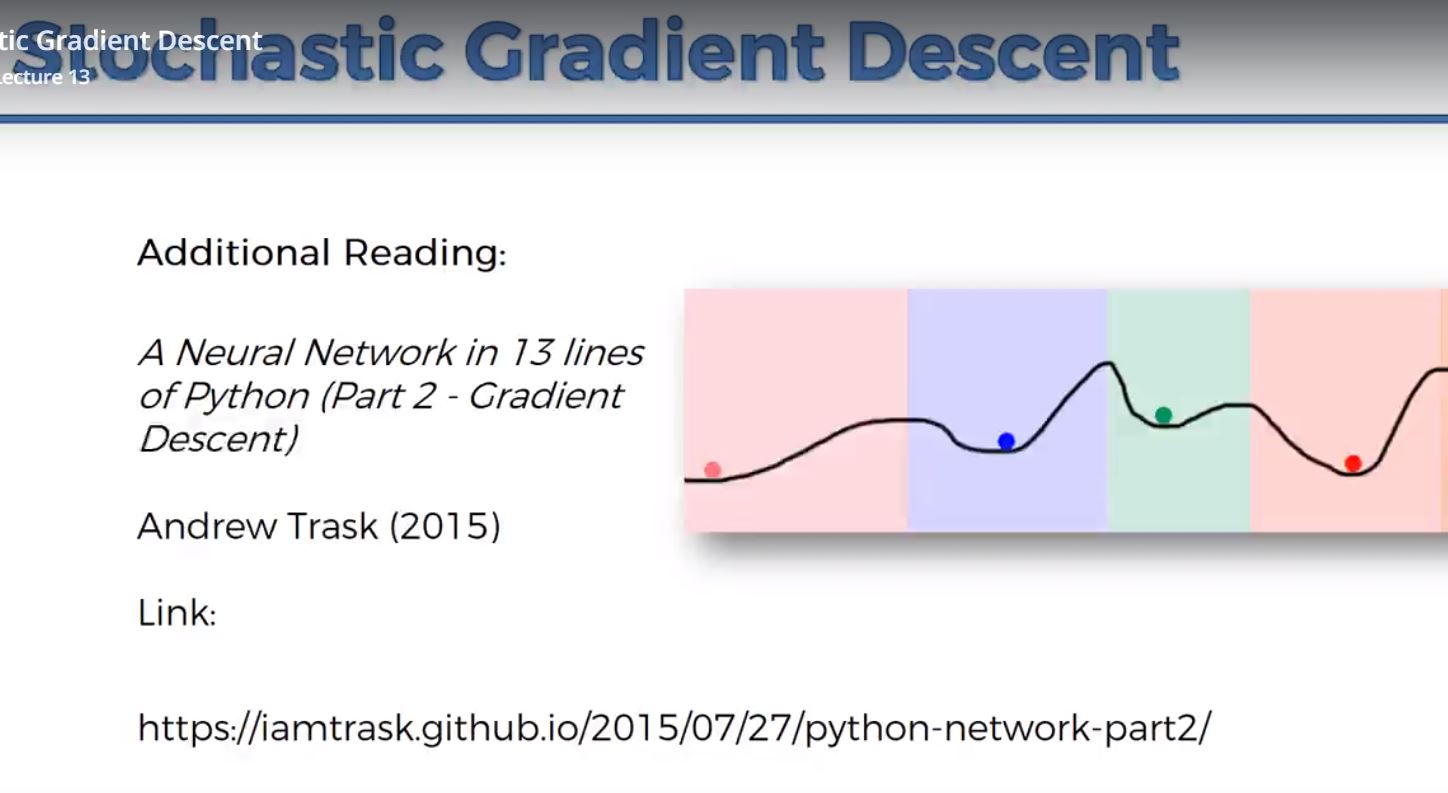 Stochastic Gradient Descent
tic Gradient Descent
ecture 13
Additional Reading:
A Neural Network in 13 lines
of Python (Part 2 - Gradient
Descent)
Andrew Trask (2015)
Link:
https://iamtrask.github.io/2015/07/27/python-network-part2/